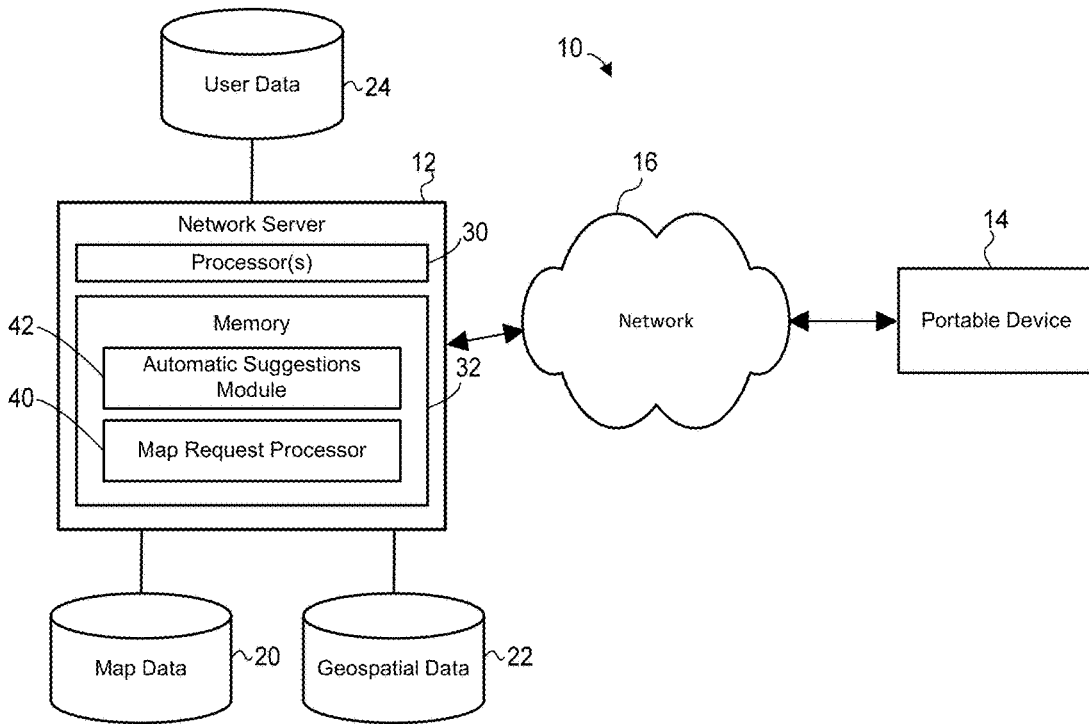 10
User Data
24
12
Network Server
30
Processor(s)
Memory
42
Automatic Suggestions
Module
32
40
Map Request Processor
16
Network
14
Portable Device
Map Data
20
Geospatial Data
22